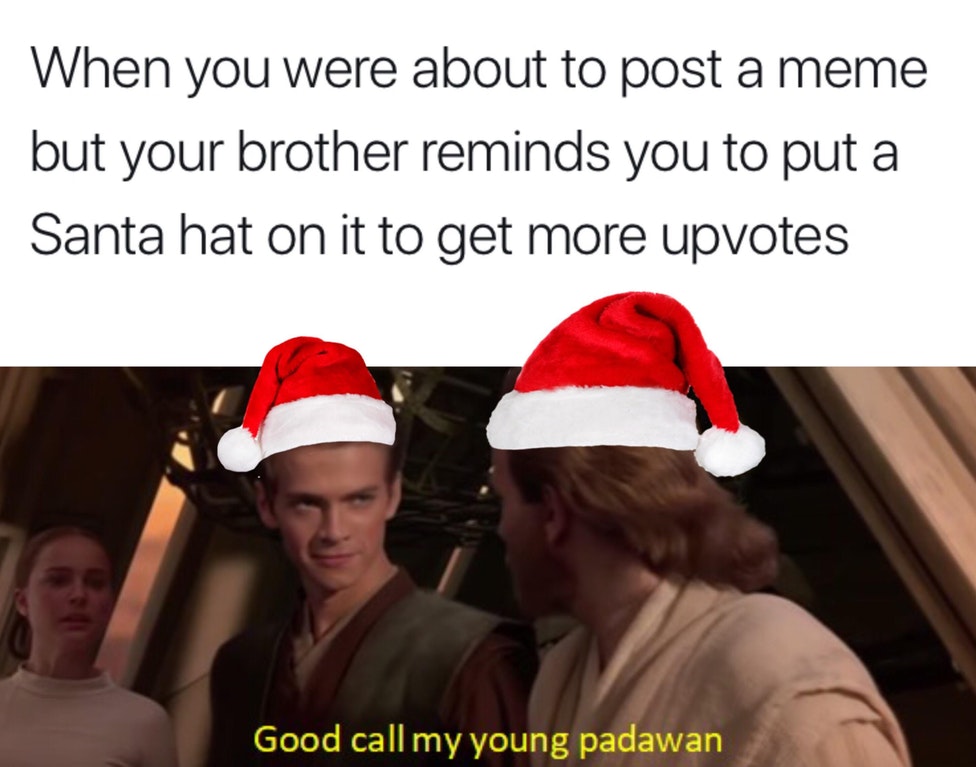 When you were about to post a meme
but your brother reminds you to put a
Santa hat on it to get more upvotes
Good call my young padawan